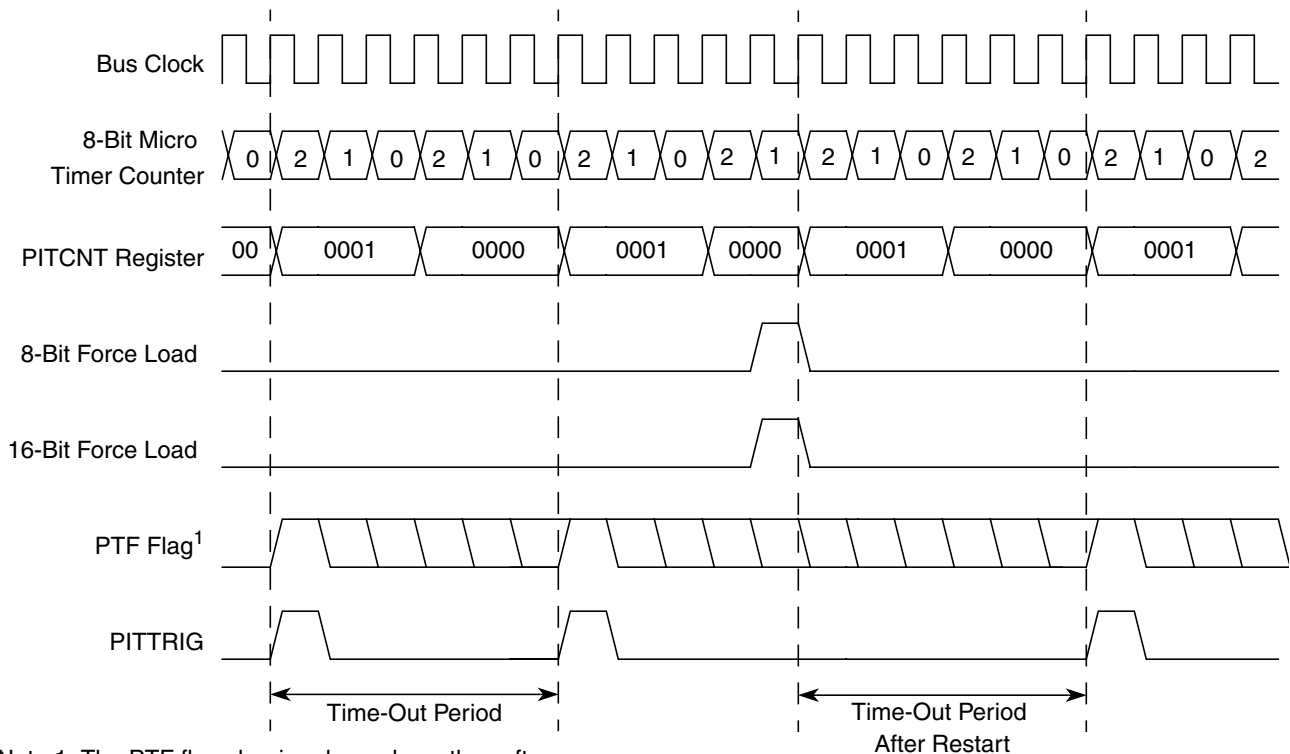 Bus Clock
8-Bit Micro
Timer Counter
0 2 1 0 2 1 0 2 1 0 2 1 2 1 0 2 1 0 2 1 0 2
PITCNT Register
00 0001 0000 0001 0000 0001 0000 0001
8-Bit Force Load
16-Bit Force Load
PTF Flag1
PITTRIG
Time-Out Period
Time-Out Period
After Restart